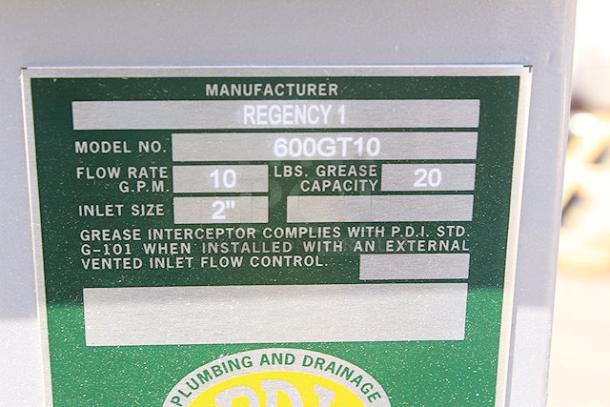 MANUFACTURER
REGENCY 1
MODEL NO. 600GT10
FLOW RATE G.P.M. 10 LBS. GREASE CAPACITY 20
INLET SIZE 2"
GREASE INTERCEPTOR COMPLIES WITH P.D.I. STD.
G-101 WHEN INSTALLED WITH AN EXTERNAL
VENTED INLET FLOW CONTROL.
PLUMBING AND DRAINAGE
PDI